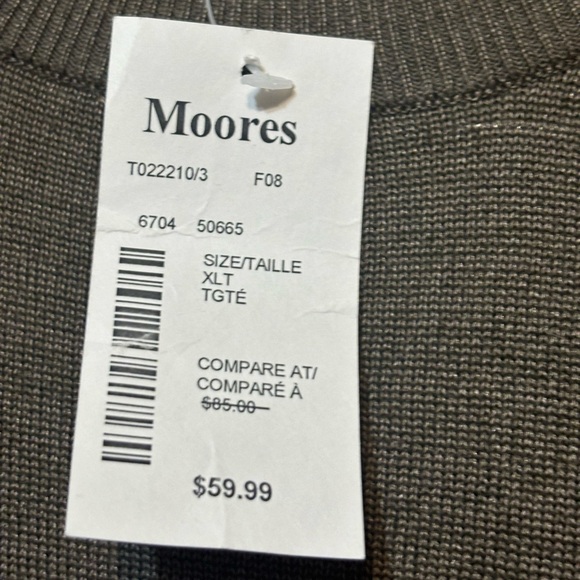 Moores
T022210/3 F08
6704 50665
SIZE/TAILLE
XLT
TGTÉ
COMPARE AT/
COMPARÉ À
$85.00
$59.99